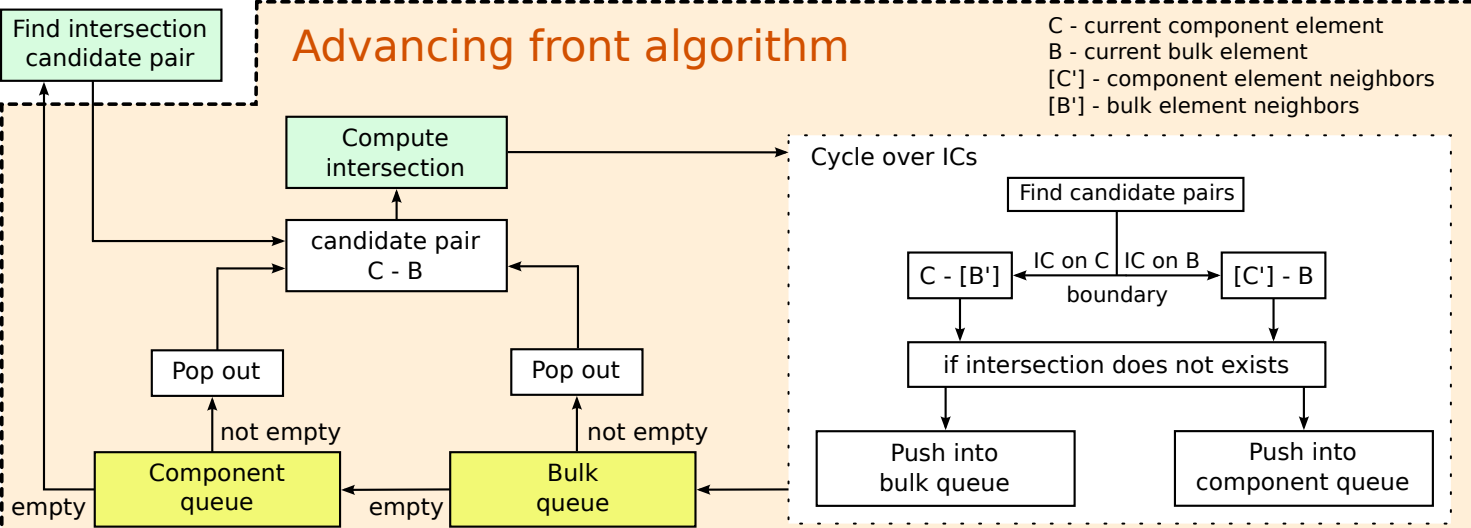 Find intersection
candidate pair
Advancing front algorithm
C - current component element
B - current bulk element
[C'] - component element neighbors
[B'] - bulk element neighbors
Compute
intersection
candidate pair
C - B
Pop out
Pop out
not empty
not empty
Component
queue
Bulk
queue
empty
empty
Cycle over ICs
Find candidate pairs
IC on C
IC on B
boundary
C - [B']
[C'] - B
if intersection does not exists
Push into
bulk queue
Push into
component queue